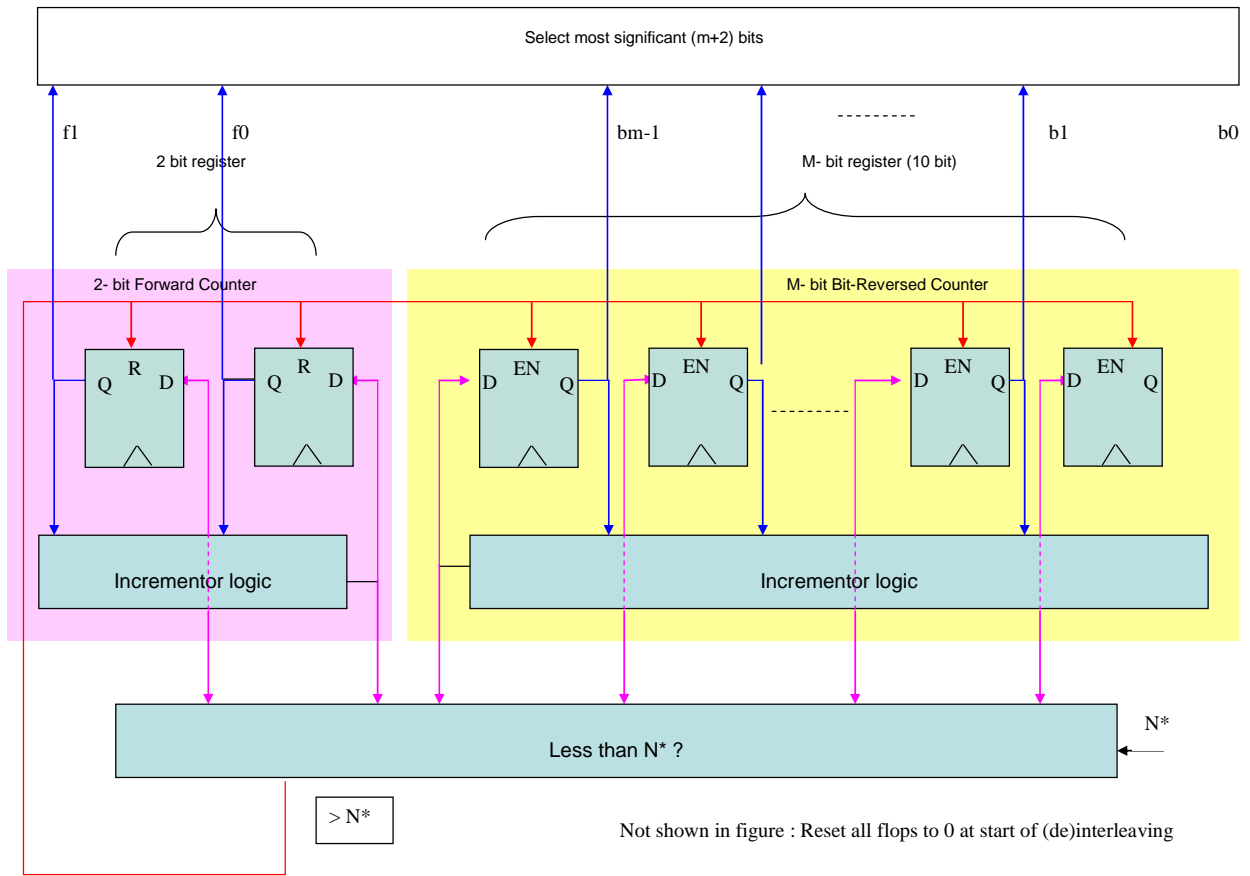 Select most significant (m+2) bits
f1 f0 bm-1 b1 b0
2 bit register M- bit register (10 bit)
2- bit Forward Counter M- bit Bit-Reversed Counter
R R EN EN EN EN
Q D Q D D Q D Q D Q D
Incrementor logic Incrementor logic
N*
Less than N* ?
> N*
Not shown in figure : Reset all flops to 0 at start of (de)interleaving